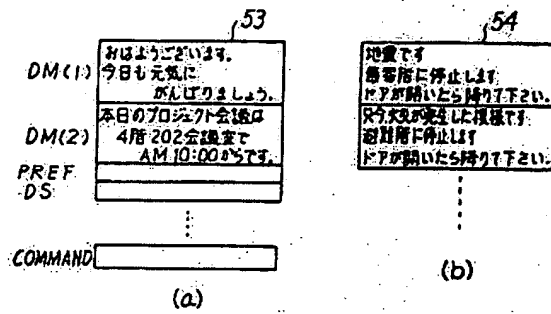 53
DM(1)
おはようございます。
今日も元気に
がんばりましょう。
DM(2)
本日のプロジェクト会議は
4階202会議室で
AM10:00からです。
PREF
DS
COMMAND
(a)
54
地震です
最寄階に停止します
ドアが開いたら降りて下さい。
只今火災が発生した模様です
避難階に停止します
ドアが開いたら降りて下さい。
(b)